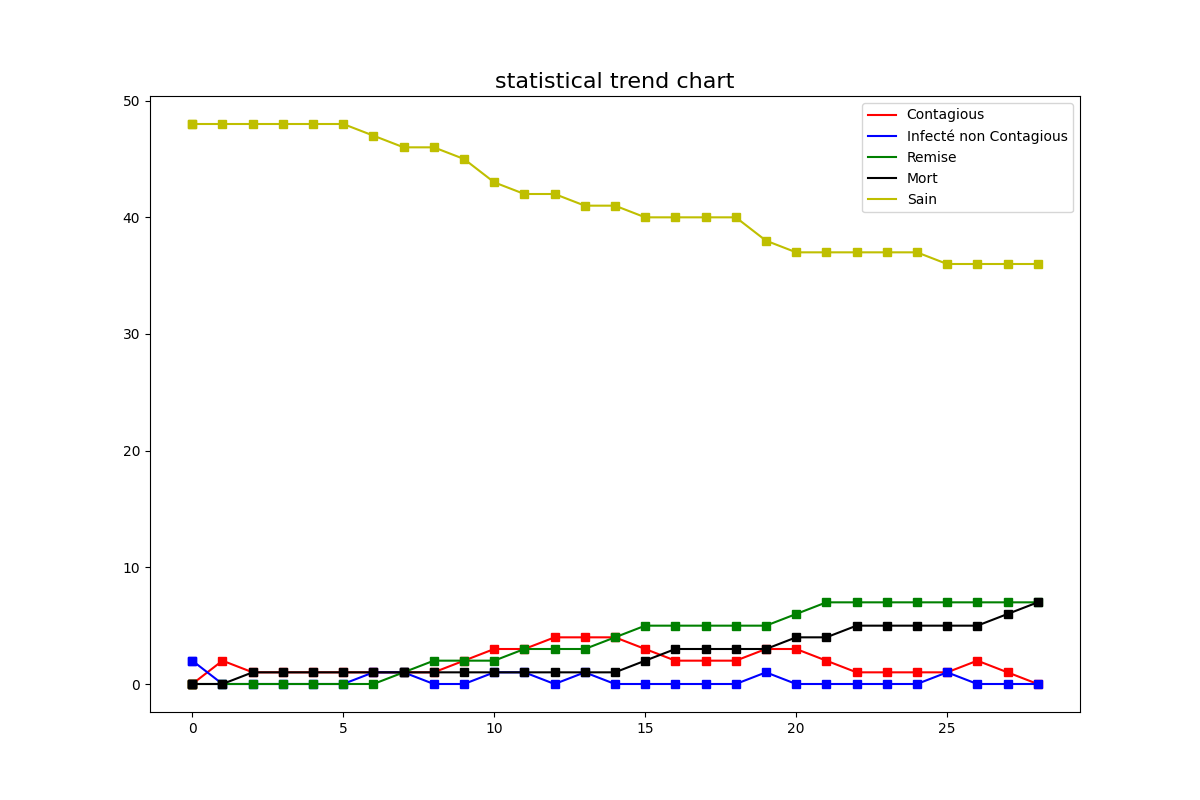 statistical trend chart
50
40
30
20
10
0
Contagious
Infecté non Contagious
Remise
Mort
Sain
0 5 10 15 20 25